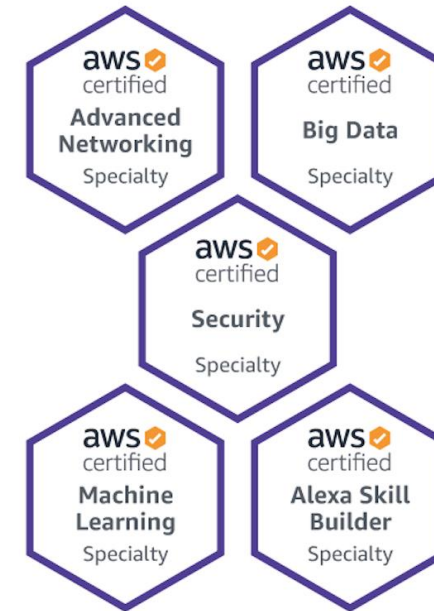 aws
certified
Advanced
Networking
Specialty
aws
certified
Big Data
Specialty
aws
certified
Security
Specialty
aws
certified
Machine
Learning
Specialty
aws
certified
Alexa Skill
Builder
Specialty